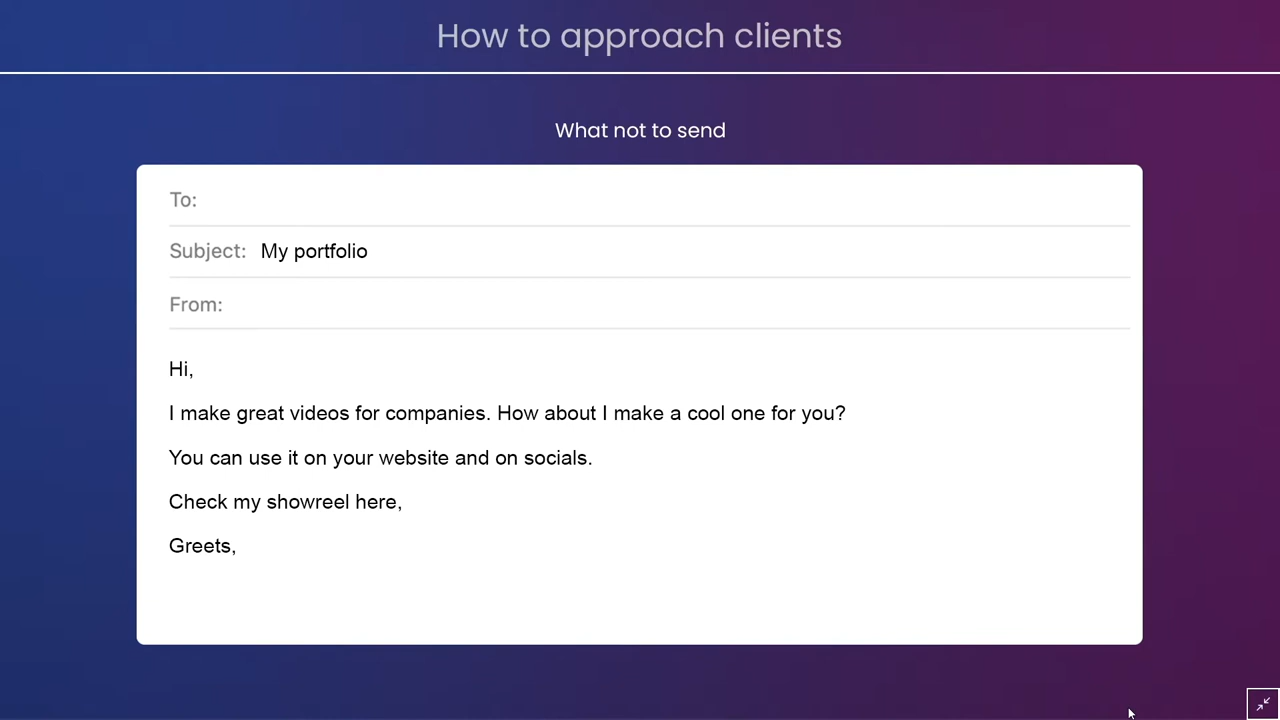 How to approach clients
What not to send
To:
Subject: My portfolio
From:
Hi,
I make great videos for companies. How about I make a cool one for you?
You can use it on your website and on socials.
Check my showreel here,
Greets,